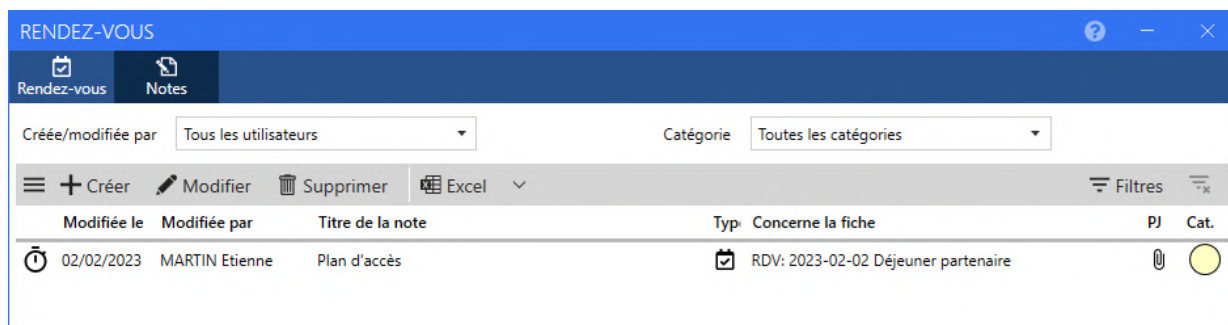 RENDEZ-VOUS
Rendez-vous Notes
Créée/modifiée par Tous les utilisateurs Catégorie Toutes les catégories
Créer Modifier Supprimer Excel Filtres
Modifiée le Modifiée par Titre de la note Typ Concerne la fiche PJ Cat.
02/02/2023 MARTIN Etienne Plan d'accès RDV: 2023-02-02 Déjeuner partenaire